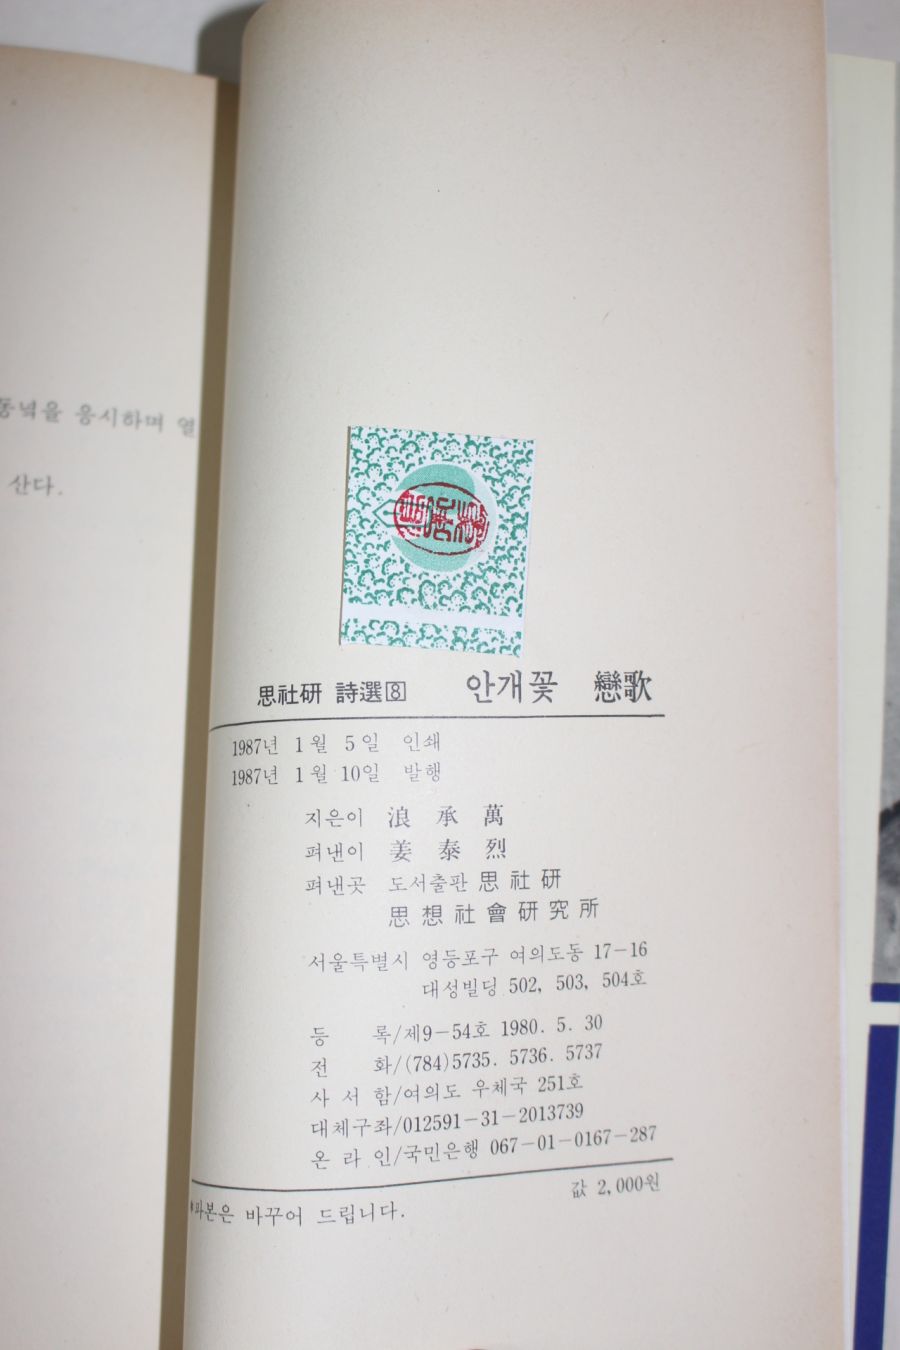 동녘을 응시하며 열
산다.
思社研 詩選8 안개꽃 戀歌
1987년 1월 5일 인쇄
1987년 1월 10일 발행
지은이 浪承萬
펴낸이 姜泰烈
펴낸곳 도서출판 思社研
思想社會研究所
서울특별시 영등포구 여의도동 17-16
대성빌딩 502, 503, 504호
등 록/제9-54호 1980. 5. 30
전 화/(784)5735. 5736. 5737
사 서 함/여의도 우체국 251호
대체구좌/012591-31-2013739
온 라 인/국민은행 067-01-0167-287
값 2,000원
*파본은 바꾸어 드립니다.